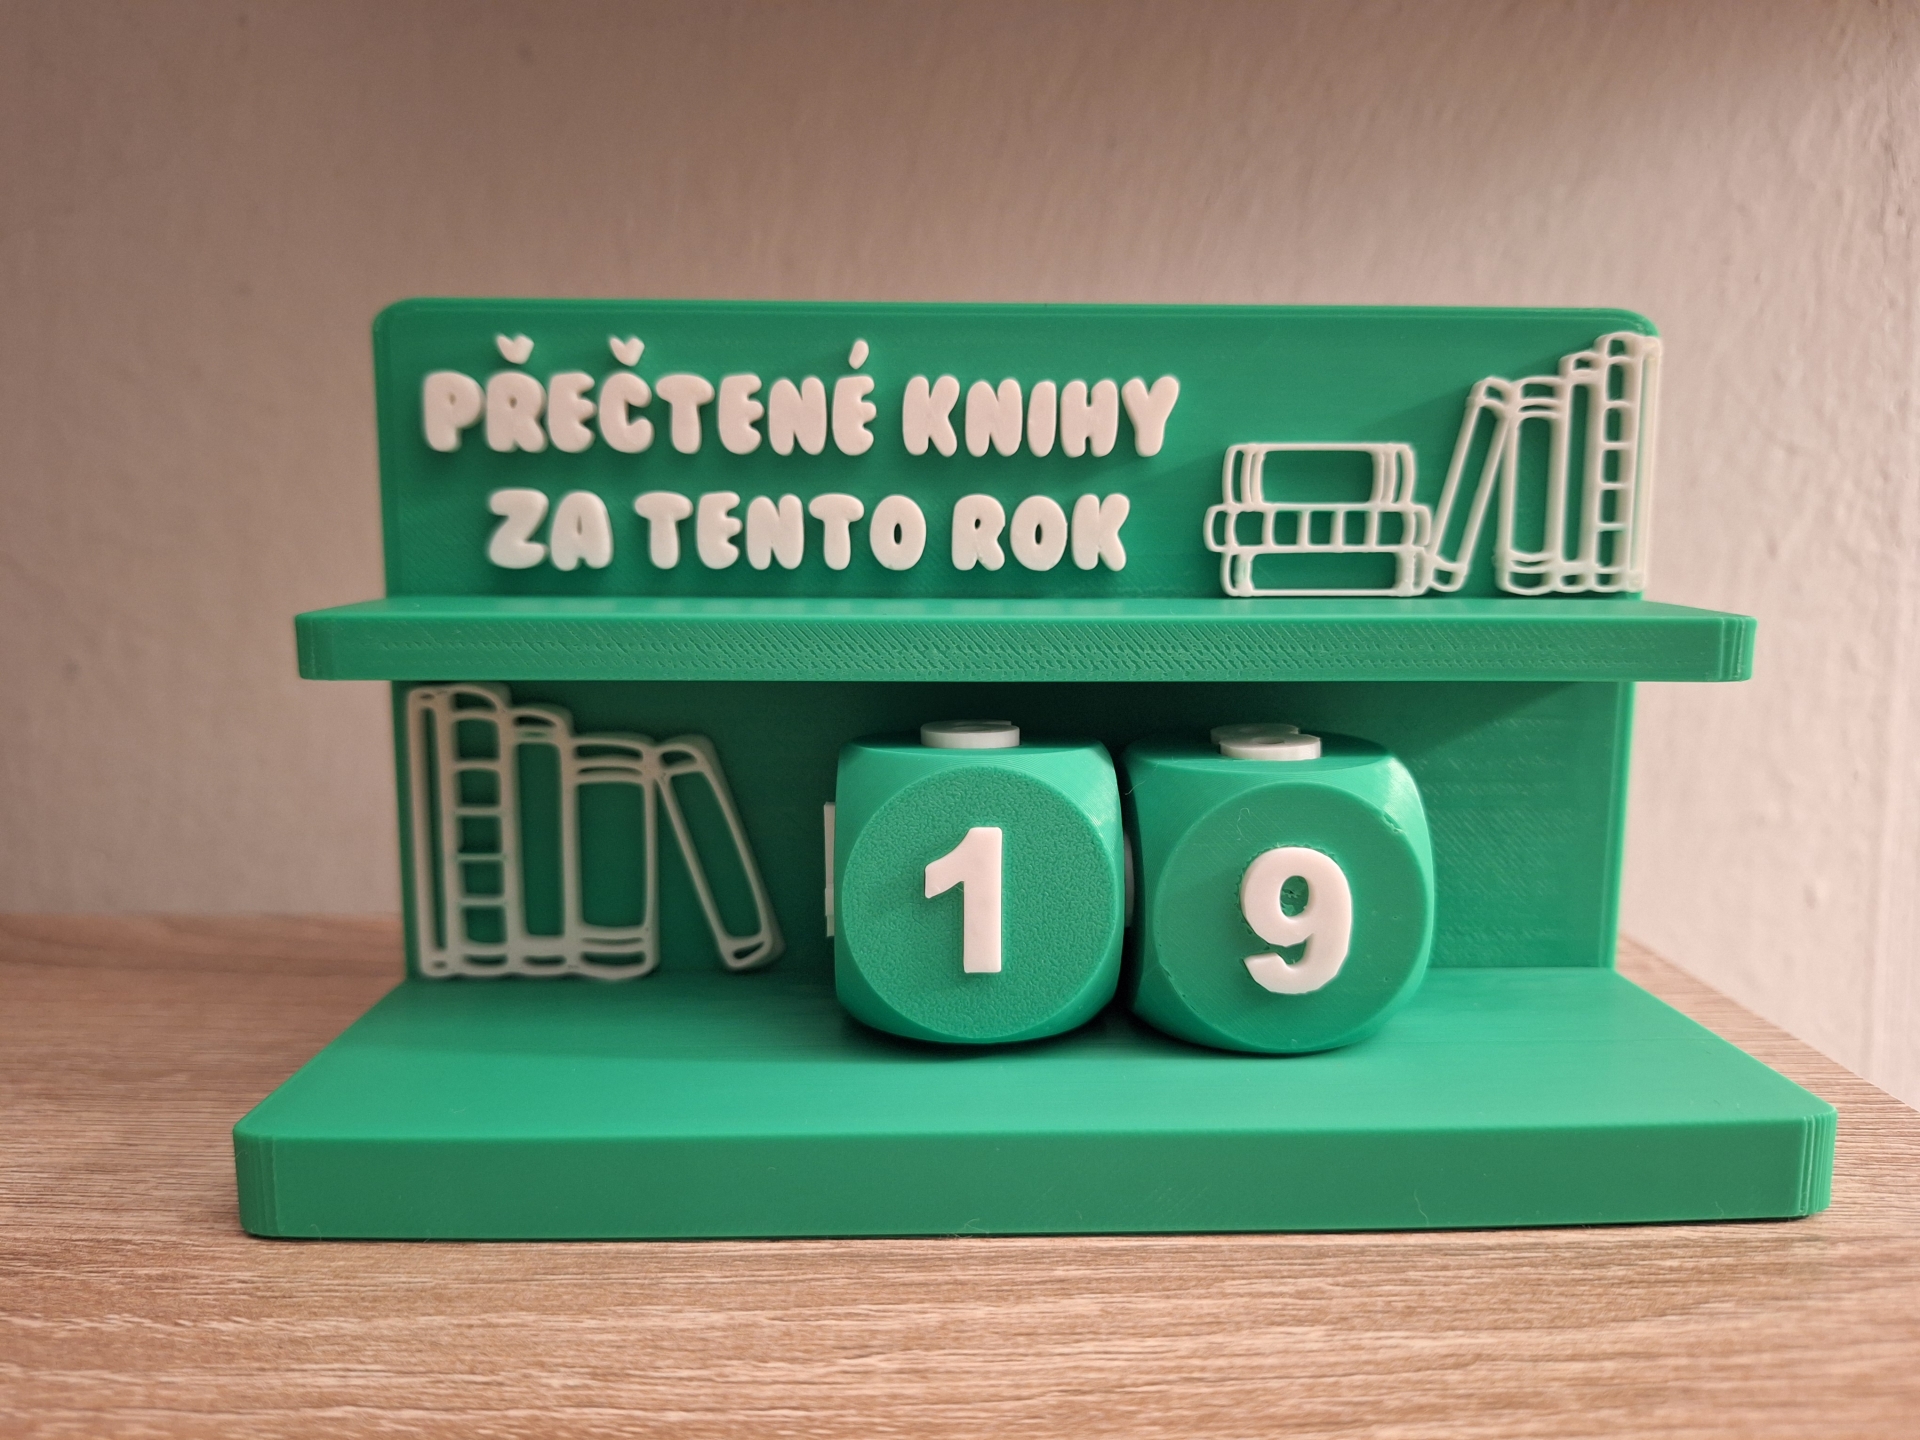 PŘEČTENÉ KNIHY
ZA TENTO ROK
1 9